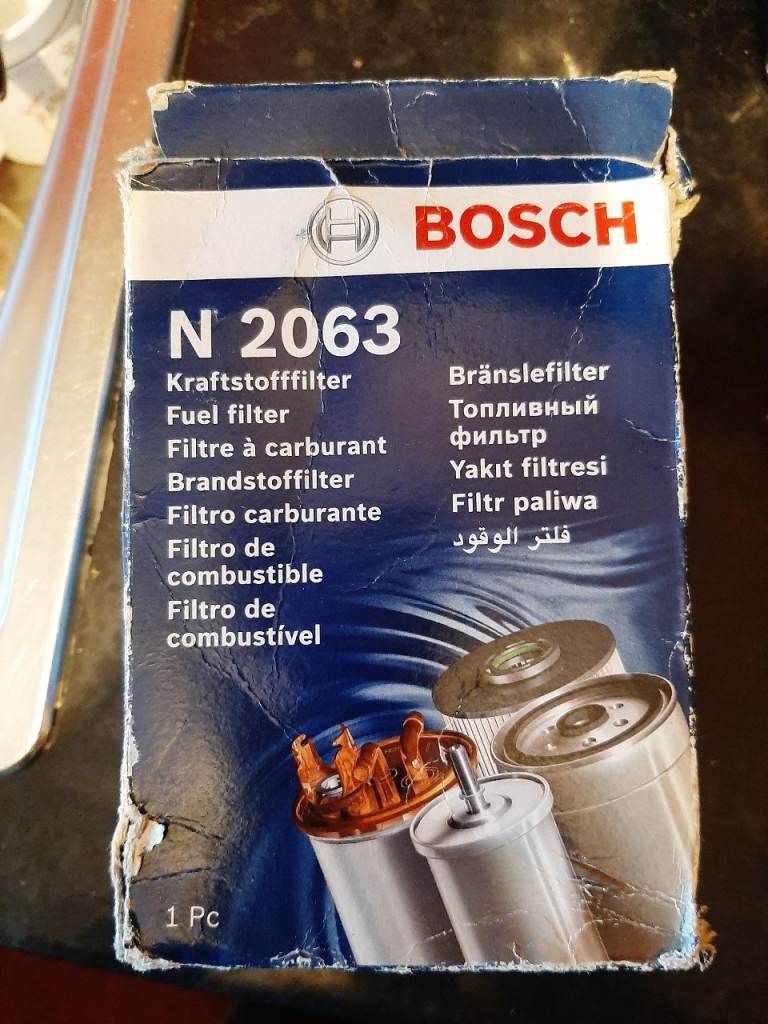 BOSCH
N 2063
Kraftstofffilter
Fuel filter
Filtre à carburant
Brandstoffilter
Filtro carburante
Filtro de
combustible
Filtro de
combustível
Bränslefilter
Топливный
фильтр
Yakıt filtresi
Filtr paliwa
فلتر الوقود
1 Pc